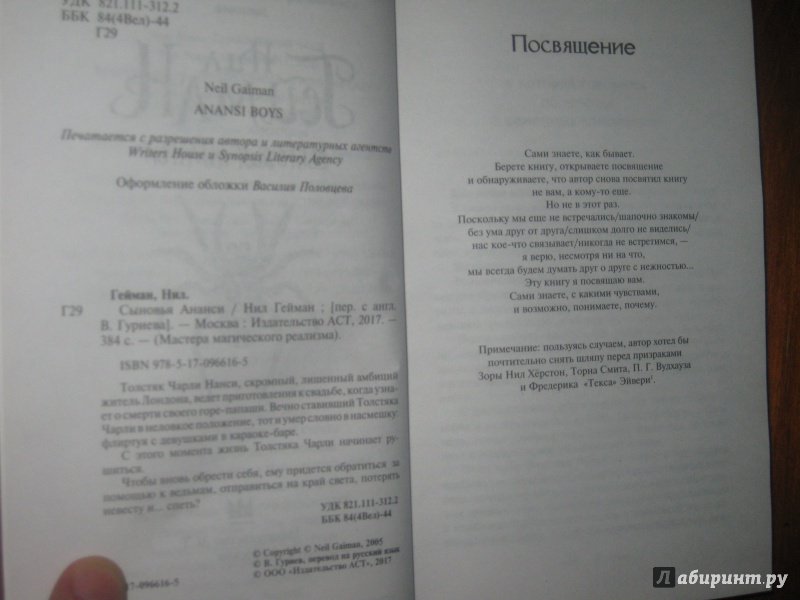 УДК 821.111-312.2
ББК 84(4Вел)-44
Г29
Neil Gaiman
ANANSI BOYS
Печатается с разрешения автора и литературных агентств
Writers House и Synopsis Literary Agency
Оформление обложки Василия Половцева
Гейман, Нил.
Г29 Сыновья Ананси / Нил Гейман ; [пер. с англ.
В. Гуриева]. — Москва : Издательство АСТ, 2017. —
384 с. — (Мастера магического реализма).
ISBN 978-5-17-096616-5
Толстяк Чарли Нанси, скромный, лишенный амбиций
житель Лондона, ведет приготовления к свадьбе, когда узна-
ет о смерти своего горе-папаши. Вечно ставивший Толстяка
Чарли в неловкое положение, тот и умер словно в насмешку:
флиртуя с девушками в караоке-баре.
С этого момента жизнь Толстяка Чарли начинает ру-
шиться.
Чтобы вновь обрести себя, ему придется обратиться за
помощью к ведьмам, отправиться на край света, потерять
невесту и... спеть?
УДК 821.111-312.2
ББК 84(4Вел)-44
© Copyright © Neil Gaiman, 2005
© В. Гуриев, перевод на русский язык
© ООО «Издательство АСТ», 2017
17-096616-5
Посвящение
Сами знаете, как бывает.
Берете книгу, открываете посвящение
и обнаруживаете, что автор снова посвятил книгу
не вам, а кому-то еще.
Но не в этот раз.
Поскольку мы еще не встречались/шапочно знакомы/
без ума друг от друга/слишком долго не виделись/
нас кое-что связывает/никогда не встретимся, —
я верю, несмотря ни на что,
мы всегда будем думать друг о друге с нежностью...
Эту книгу я посвящаю вам.
Сами знаете, с какими чувствами,
и возможно, понимаете, почему.
Примечание: пользуясь случаем, автор хотел бы
почтительно снять шляпу перед призраками
Зоры Нил Хёрстон, Торна Смита, П. Г. Вудхауза
и Фредерика «Текса» Эйвери¹.
лабиринт.ру